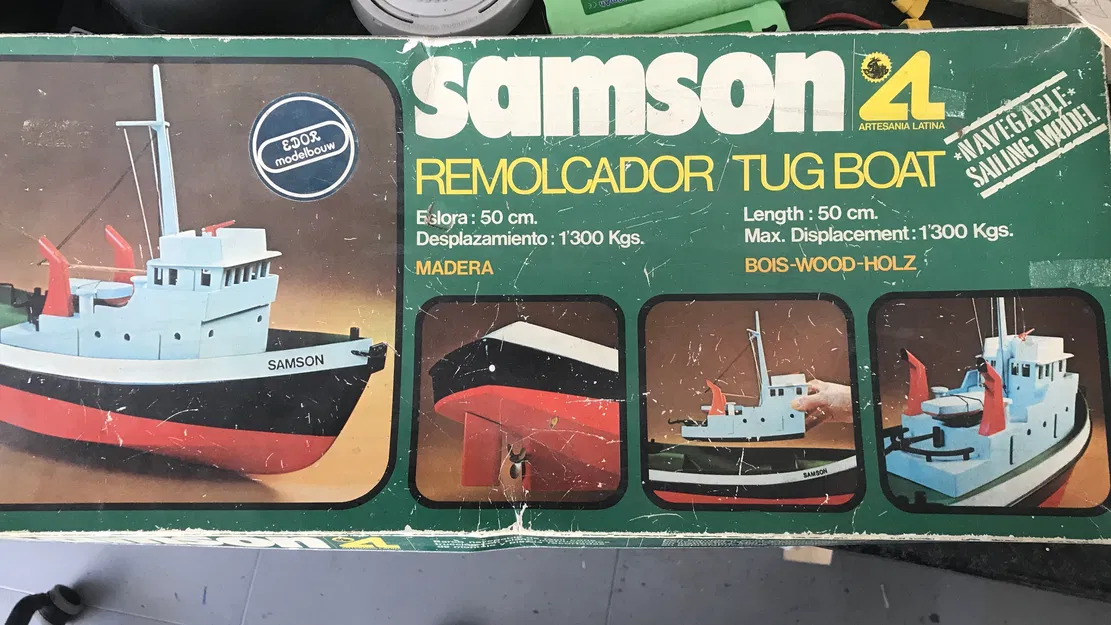 samson
ARTESANIA LATINA
*NAVEGABLE*
SAILING MODEL
EDOR
modelbouw
REMOLCADOR TUG BOAT
Eslora : 50 cm.
Desplazamiento : 1'300 Kgs.
MADERA
Length : 50 cm.
Max. Displacement : 1'300 Kgs.
BOIS-WOOD-HOLZ
SAMSON
SAMSON